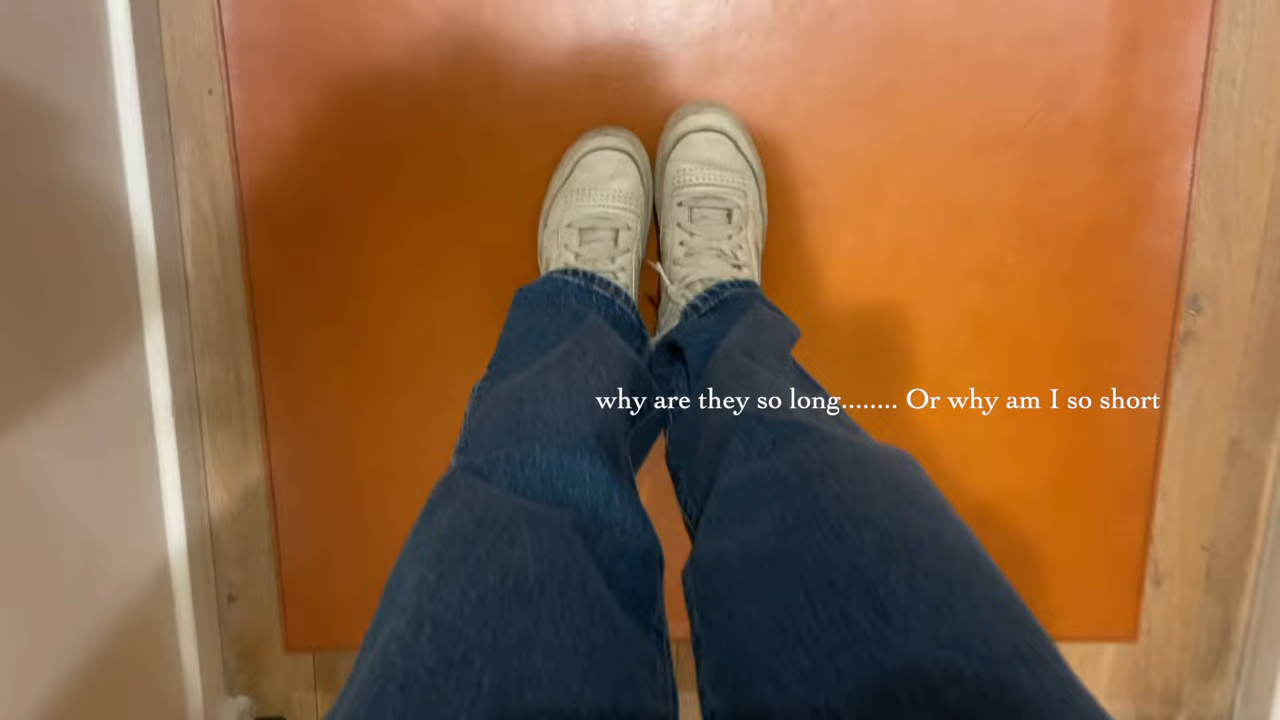 why are they so long........ Or why am I so short